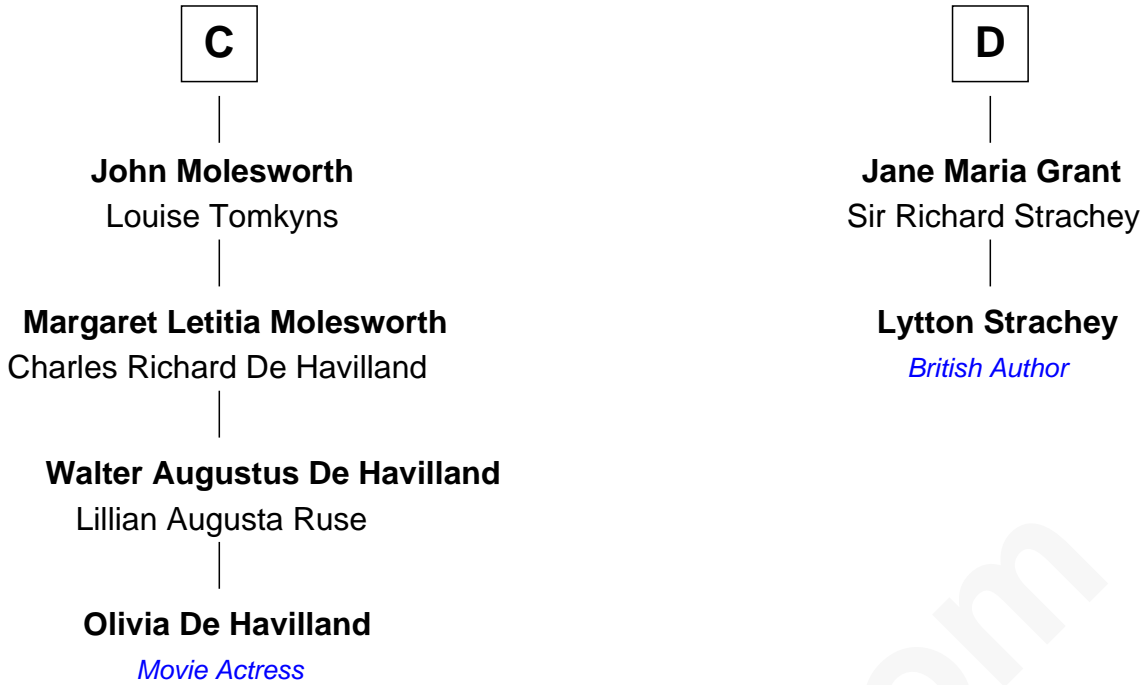 C
John Molesworth
Louise Tomkyns
Margaret Letitia Molesworth
Charles Richard De Havilland
Walter Augustus De Havilland
Lillian Augusta Ruse
Olivia De Havilland
Movie Actress
D
Jane Maria Grant
Sir Richard Strachey
Lytton Strachey
British Author
om